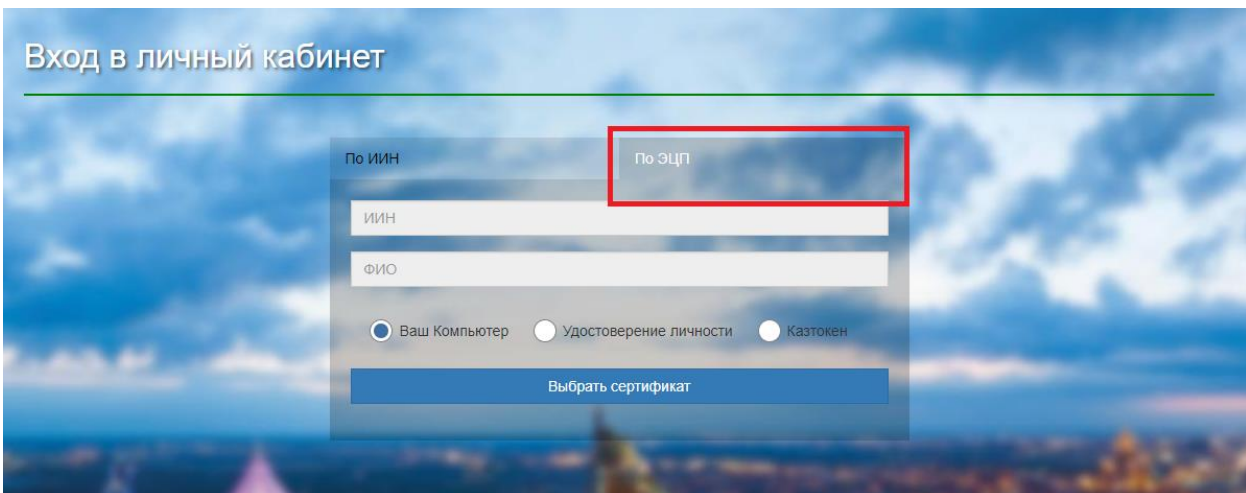 Вход в личный кабинет
По ИИН По ЭЦП
ИИН
ФИО
Ваш Компьютер Удостоверение личности Казтокен
Выбрать сертификат